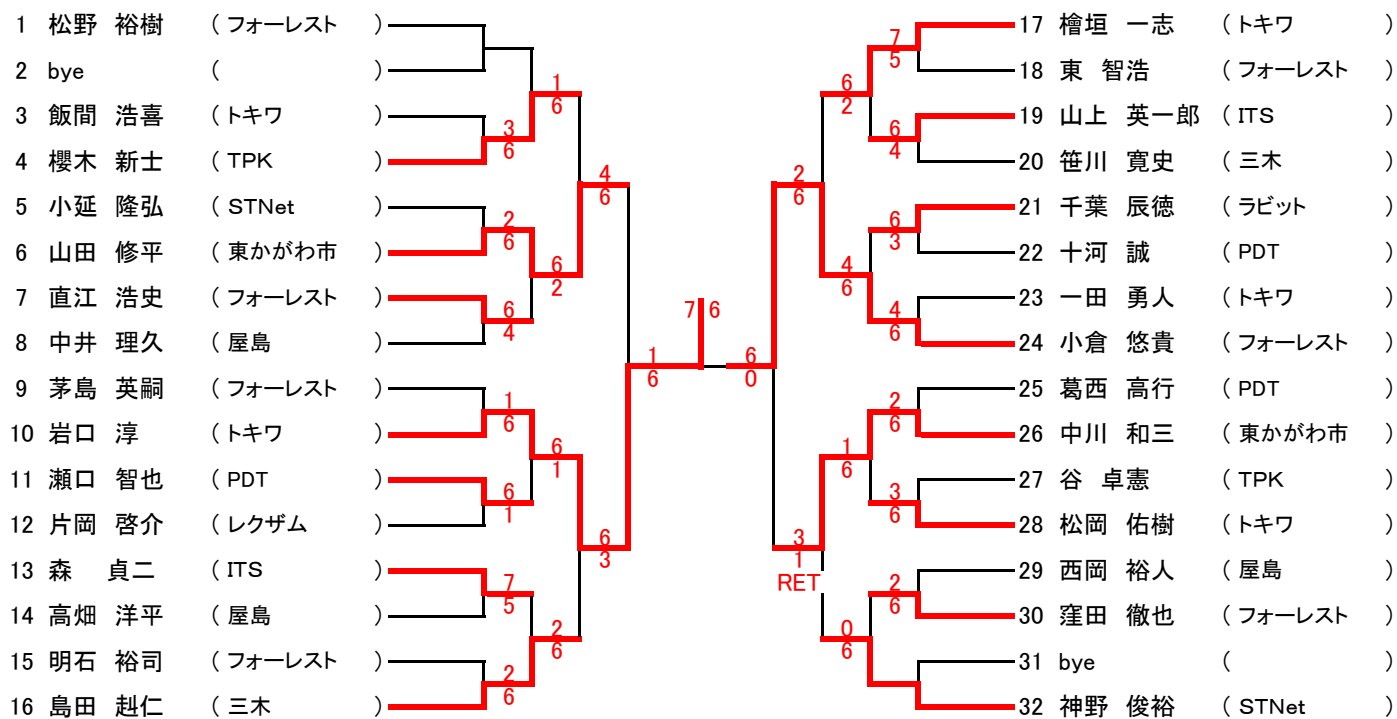 1 松野 裕樹 ( フォーレスト )
2 bye ( )
1
6
3 飯間 浩喜 ( トキワ )
3
6
4 櫻木 新士 ( TPK )
4
6
5 小延 隆弘 ( STNet )
2
6
6 山田 修平 ( 東かがわ市 )
6
2
7 直江 浩史 ( フォーレスト )
6
4
8 中井 理久 ( 屋島 )
1
6
9 茅島 英嗣 ( フォーレスト )
1
6
10 岩口 淳 ( トキワ )
6
1
11 瀬口 智也 ( PDT )
6
1
12 片岡 啓介 ( レクザム )
6
3
13 森 貞二 ( ITS )
7
5
14 高畑 洋平 ( 屋島 )
2
6
15 明石 裕司 ( フォーレスト )
2
6
16 島田 赳仁 ( 三木 )
7 6
17 檜垣 一志 ( トキワ )
7
5
18 東 智浩 ( フォーレスト )
6
2
19 山上 英一郎 ( ITS )
6
4
20 笹川 寛史 ( 三木 )
2
6
21 千葉 辰徳 ( ラビット )
6
3
22 十河 誠 ( PDT )
4
6
23 一田 勇人 ( トキワ )
4
6
24 小倉 悠貴 ( フォーレスト )
6
0
25 葛西 高行 ( PDT )
2
6
26 中川 和三 ( 東かがわ市 )
1
6
27 谷 卓憲 ( TPK )
3
6
28 松岡 佑樹 ( トキワ )
3
1
RET
29 西岡 裕人 ( 屋島 )
2
6
30 窪田 徹也 ( フォーレスト )
0
6
31 bye ( )
32 神野 俊裕 ( STNet )